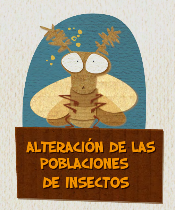 ALTERACIÓN DE LAS
POBLACIONES
DE INSECTOS